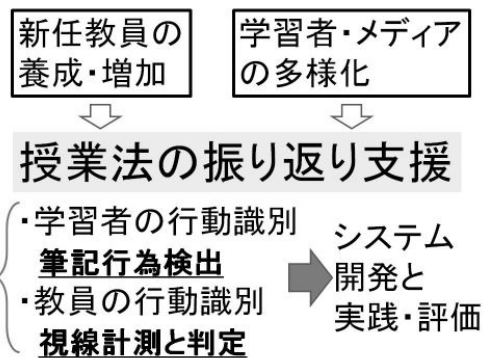 新任教員の
養成・増加
学習者・メディア
の多様化
授業法の振り返り支援
・学習者の行動識別
筆記行為検出
・教員の行動識別
視線計測と判定
システム
開発と
実践・評価